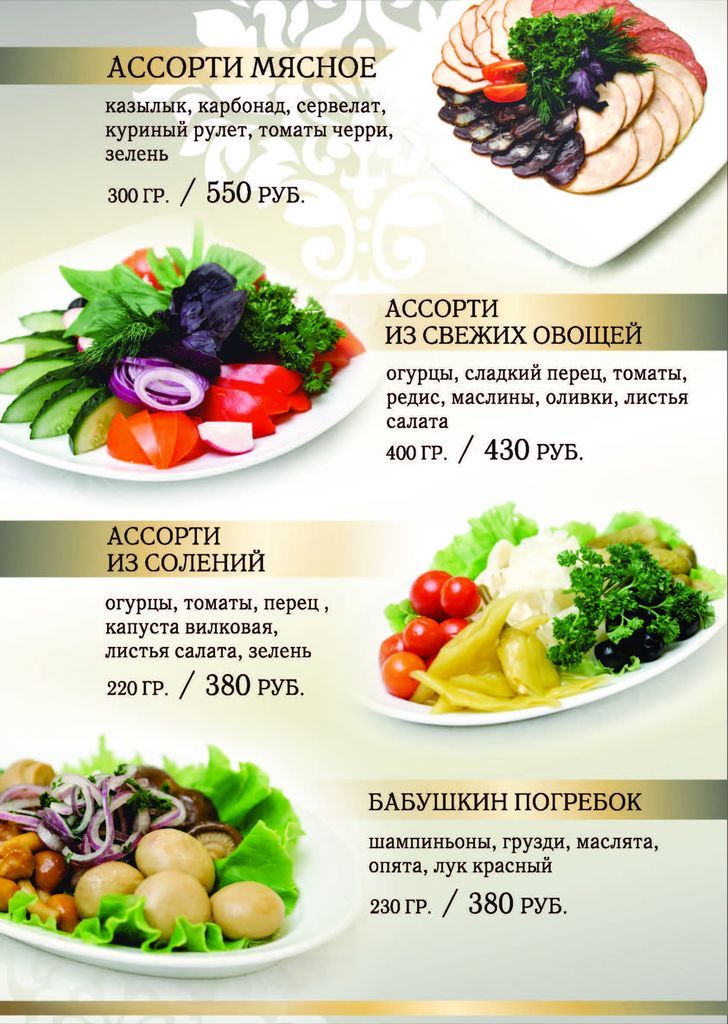 АССОРТИ МЯСНОЕ
казылык, карбонад, сервелат,
куриный рулет, томаты черри,
зелень
300 ГР. / 550 РУБ.
АССОРТИ
ИЗ СВЕЖИХ ОВОЩЕЙ
огурцы, сладкий перец, томаты,
редис, маслины, оливки, листья
салата
400 ГР. / 430 РУБ.
АССОРТИ
ИЗ СОЛЕНИЙ
огурцы, томаты, перец ,
капуста вилковая,
листья салата, зелень
220 ГР. / 380 РУБ.
БАБУШКИН ПОГРЕБОК
шампиньоны, грузди, маслята,
опята, лук красный
230 ГР. / 380 РУБ.